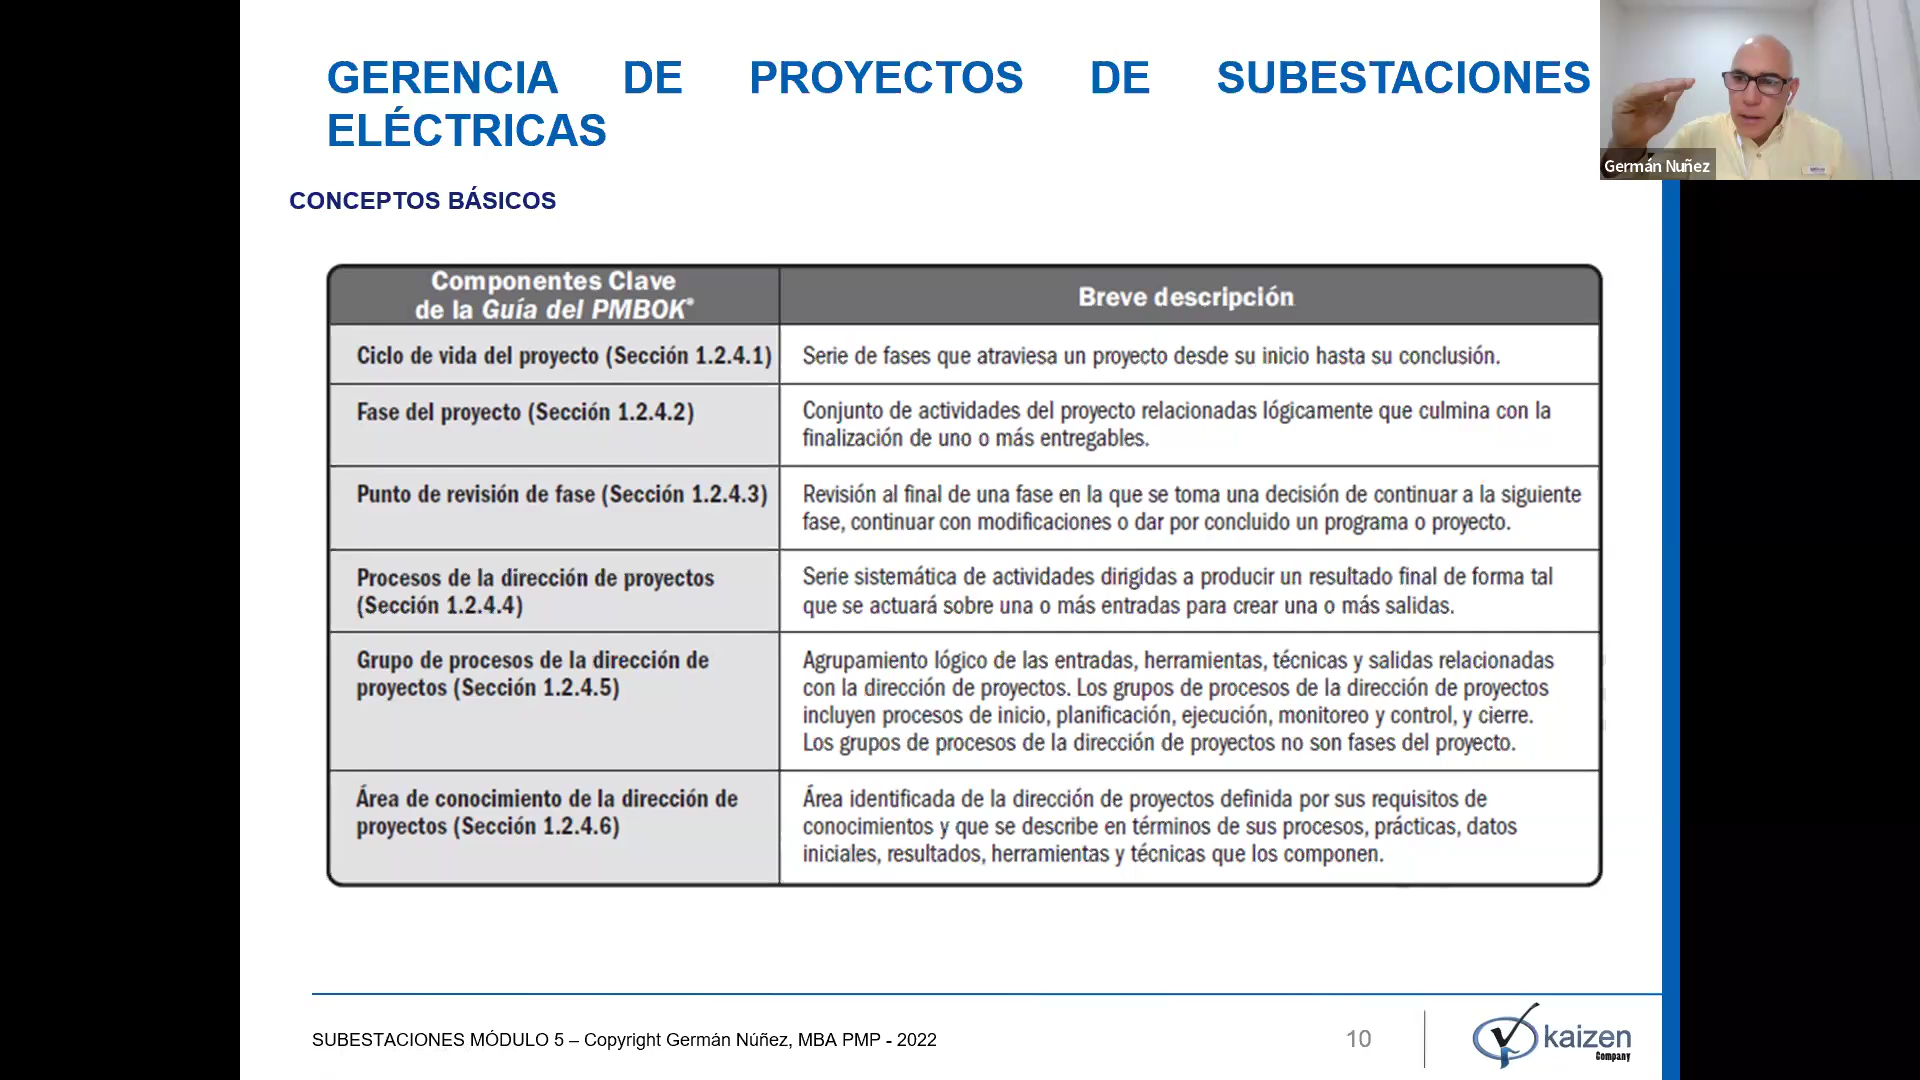 GERENCIA DE PROYECTOS DE SUBESTACIONES
ELÉCTRICAS
Germán Nuñez
CONCEPTOS BÁSICOS
Componentes Clave
de la Guía del PMBOK®
Breve descripción
Ciclo de vida del proyecto (Sección 1.2.4.1)
Serie de fases que atraviesa un proyecto desde su inicio hasta su conclusión.
Fase del proyecto (Sección 1.2.4.2)
Conjunto de actividades del proyecto relacionadas lógicamente que culmina con la
finalización de uno o más entregables.
Punto de revisión de fase (Sección 1.2.4.3)
Revisión al final de una fase en la que se toma una decisión de continuar a la siguiente
fase, continuar con modificaciones o dar por concluido un programa o proyecto.
Procesos de la dirección de proyectos
(Sección 1.2.4.4)
Serie sistemática de actividades dirigidas a producir un resultado final de forma tal
que se actuará sobre una o más entradas para crear una o más salidas.
Grupo de procesos de la dirección de
proyectos (Sección 1.2.4.5)
Agrupamiento lógico de las entradas, herramientas, técnicas y salidas relacionadas
con la dirección de proyectos. Los grupos de procesos de la dirección de proyectos
incluyen procesos de inicio, planificación, ejecución, monitoreo y control, y cierre.
Los grupos de procesos de la dirección de proyectos no son fases del proyecto.
Área de conocimiento de la dirección de
proyectos (Sección 1.2.4.6)
Área identificada de la dirección de proyectos definida por sus requisitos de
conocimientos y que se describe en términos de sus procesos, prácticas, datos
iniciales, resultados, herramientas y técnicas que los componen.
SUBESTACIONES MÓDULO 5 – Copyright Germán Núñez, MBA PMP - 2022
10
kaizen
Company